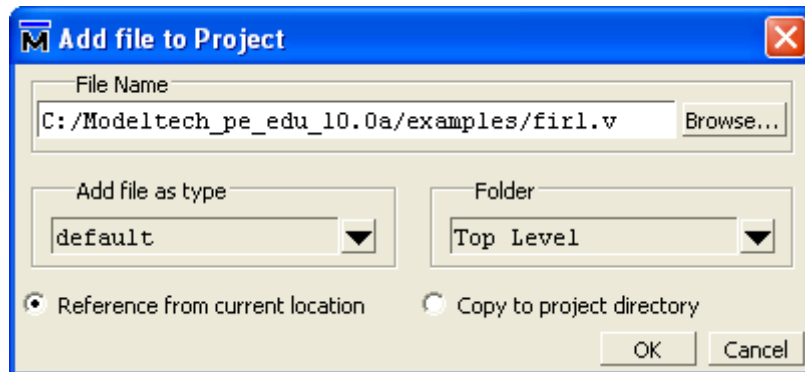 M Add file to Project
File Name
C:/Modeltech_pe_edu_10.0a/examples/fir1.v
Browse...
Add file as type
Folder
default
Top Level
Reference from current location
Copy to project directory
OK
Cancel